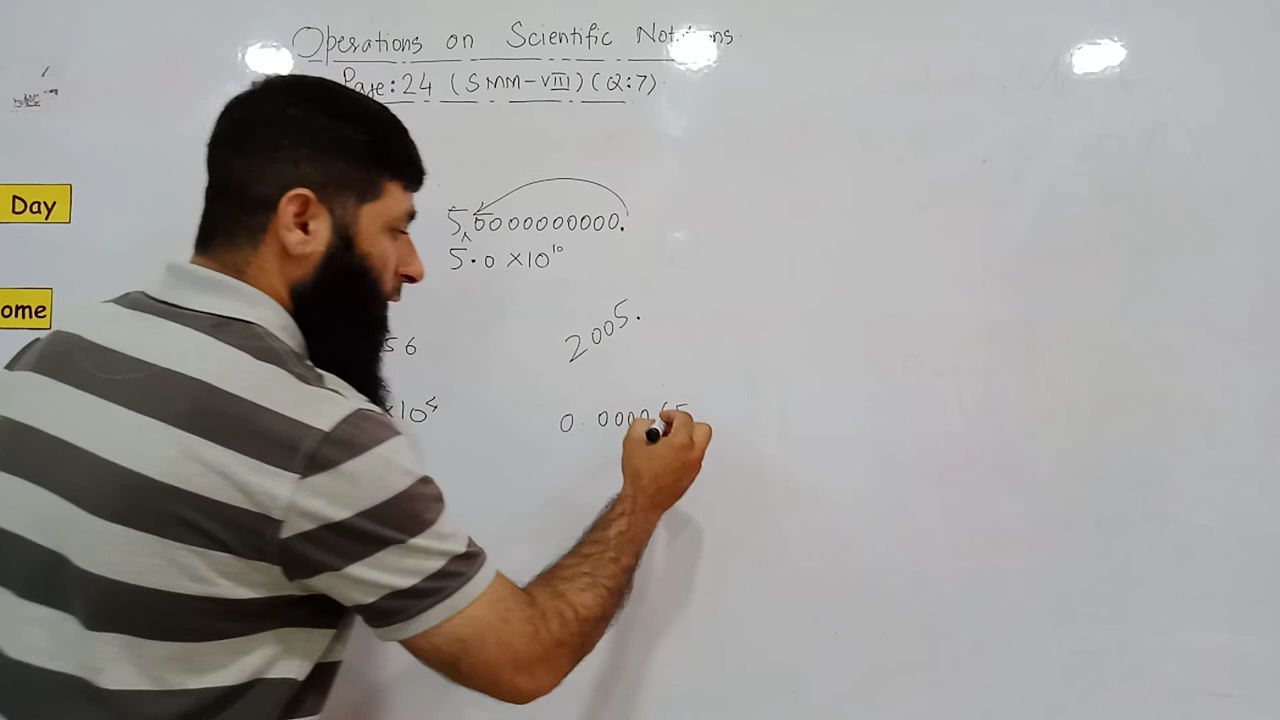 Operations on Scientific Notations
Page:24 (SMM-VIII)(Q:7)
Day
5.0000000000.
5.0 ×10¹⁰
ome
2005.
56
×10⁵
0.0000